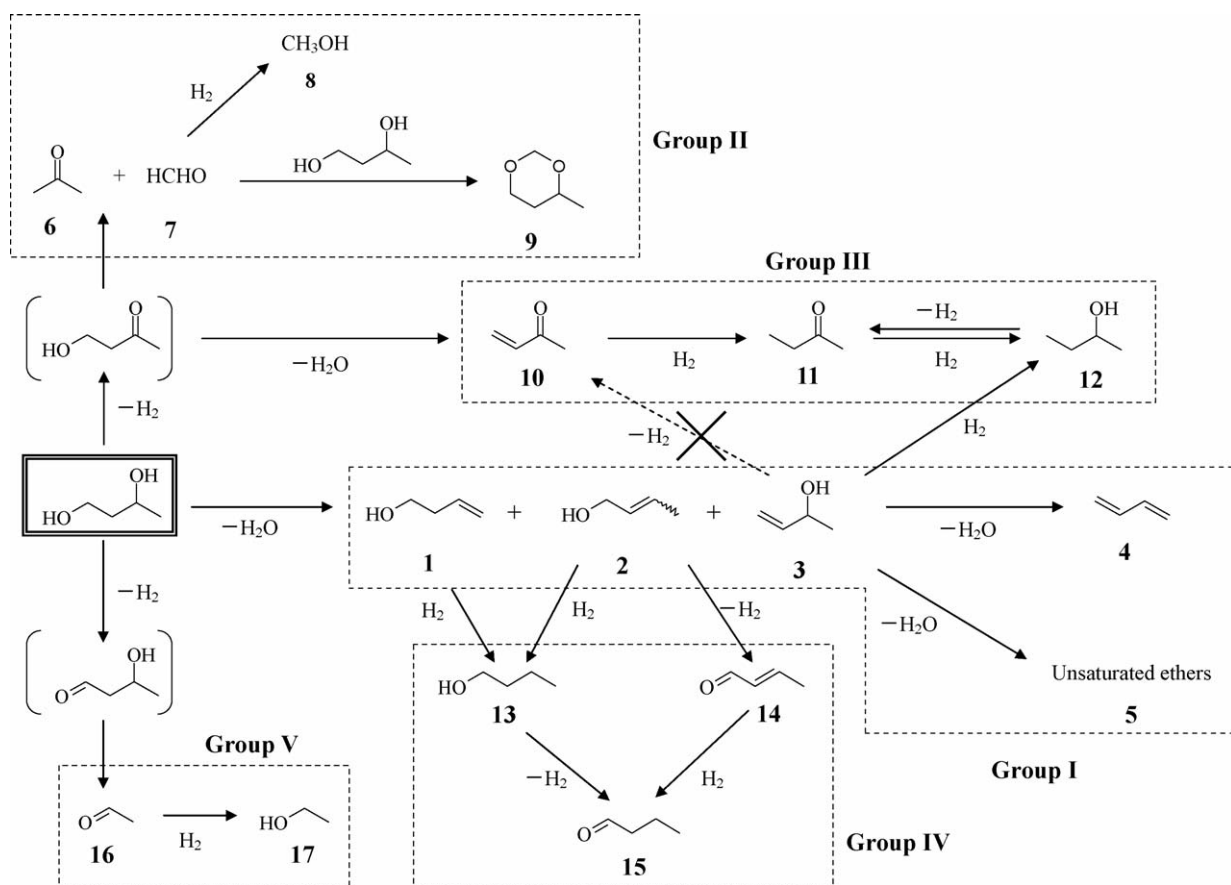 CH₃OH
8
H₂
OH
HO
Group II
O
+
HCHO
O
O
6
7
9
Group III
O
HO
−H₂O
O
10
H₂
O
11
−H₂
H₂
OH
12
−H₂
−H₂
H₂
OH
HO
−H₂O
HO
1
+
HO
2
+
OH
3
−H₂O
4
−H₂
H₂
H₂
−H₂
−H₂O
OH
O
HO
13
O
14
Unsaturated ethers
5
Group V
−H₂
H₂
Group I
O
16
H₂
HO
17
O
15
Group IV